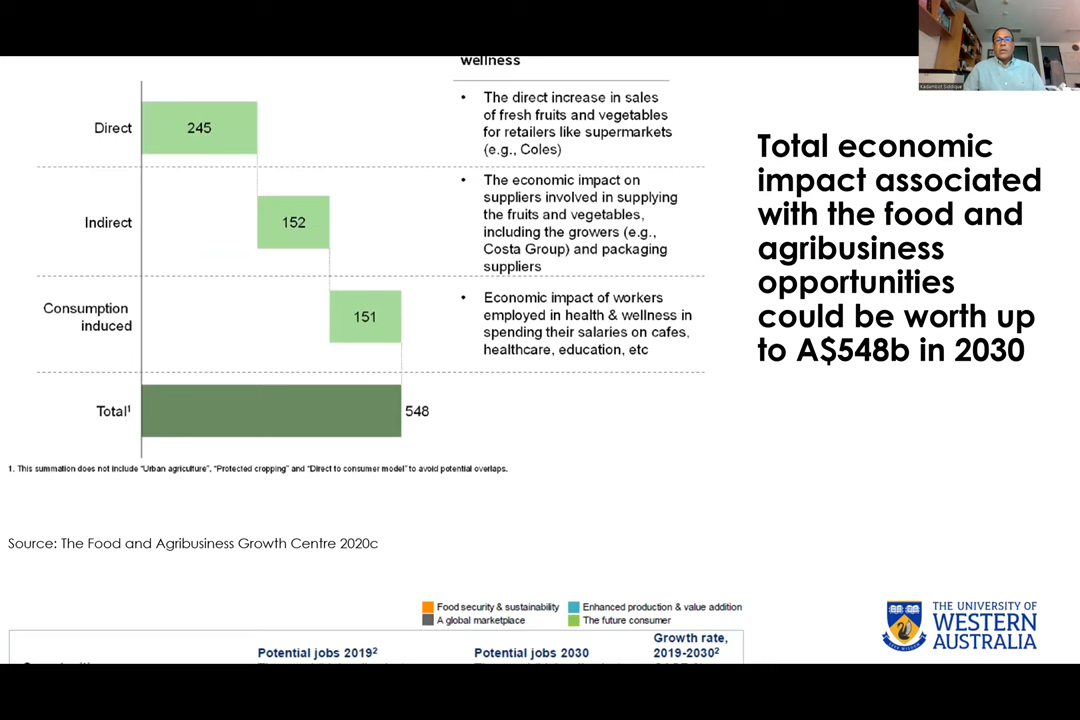 wellness
Direct
245
• The direct increase in sales
of fresh fruits and vegetables
for retailers like supermarkets
(e.g., Coles)
Indirect
152
• The economic impact on
suppliers involved in supplying
the fruits and vegetables,
including the growers (e.g.,
Costa Group) and packaging
suppliers
Consumption
induced
151
• Economic impact of workers
employed in health & wellness in
spending their salaries on cafes,
healthcare, education, etc
Total¹
548
1. This summation does not include "Urban agriculture", "Protected cropping" and "Direct to consumer model" to avoid potential overlaps.
Source: The Food and Agribusiness Growth Centre 2020c
Total economic
impact associated
with the food and
agribusiness
opportunities
could be worth up
to A$548b in 2030
Food security & sustainability
Enhanced production & value addition
A global marketplace
The future consumer
Potential jobs 2019²
Potential jobs 2030
Growth rate,
2019-2030²
THE UNIVERSITY OF
WESTERN
AUSTRALIA